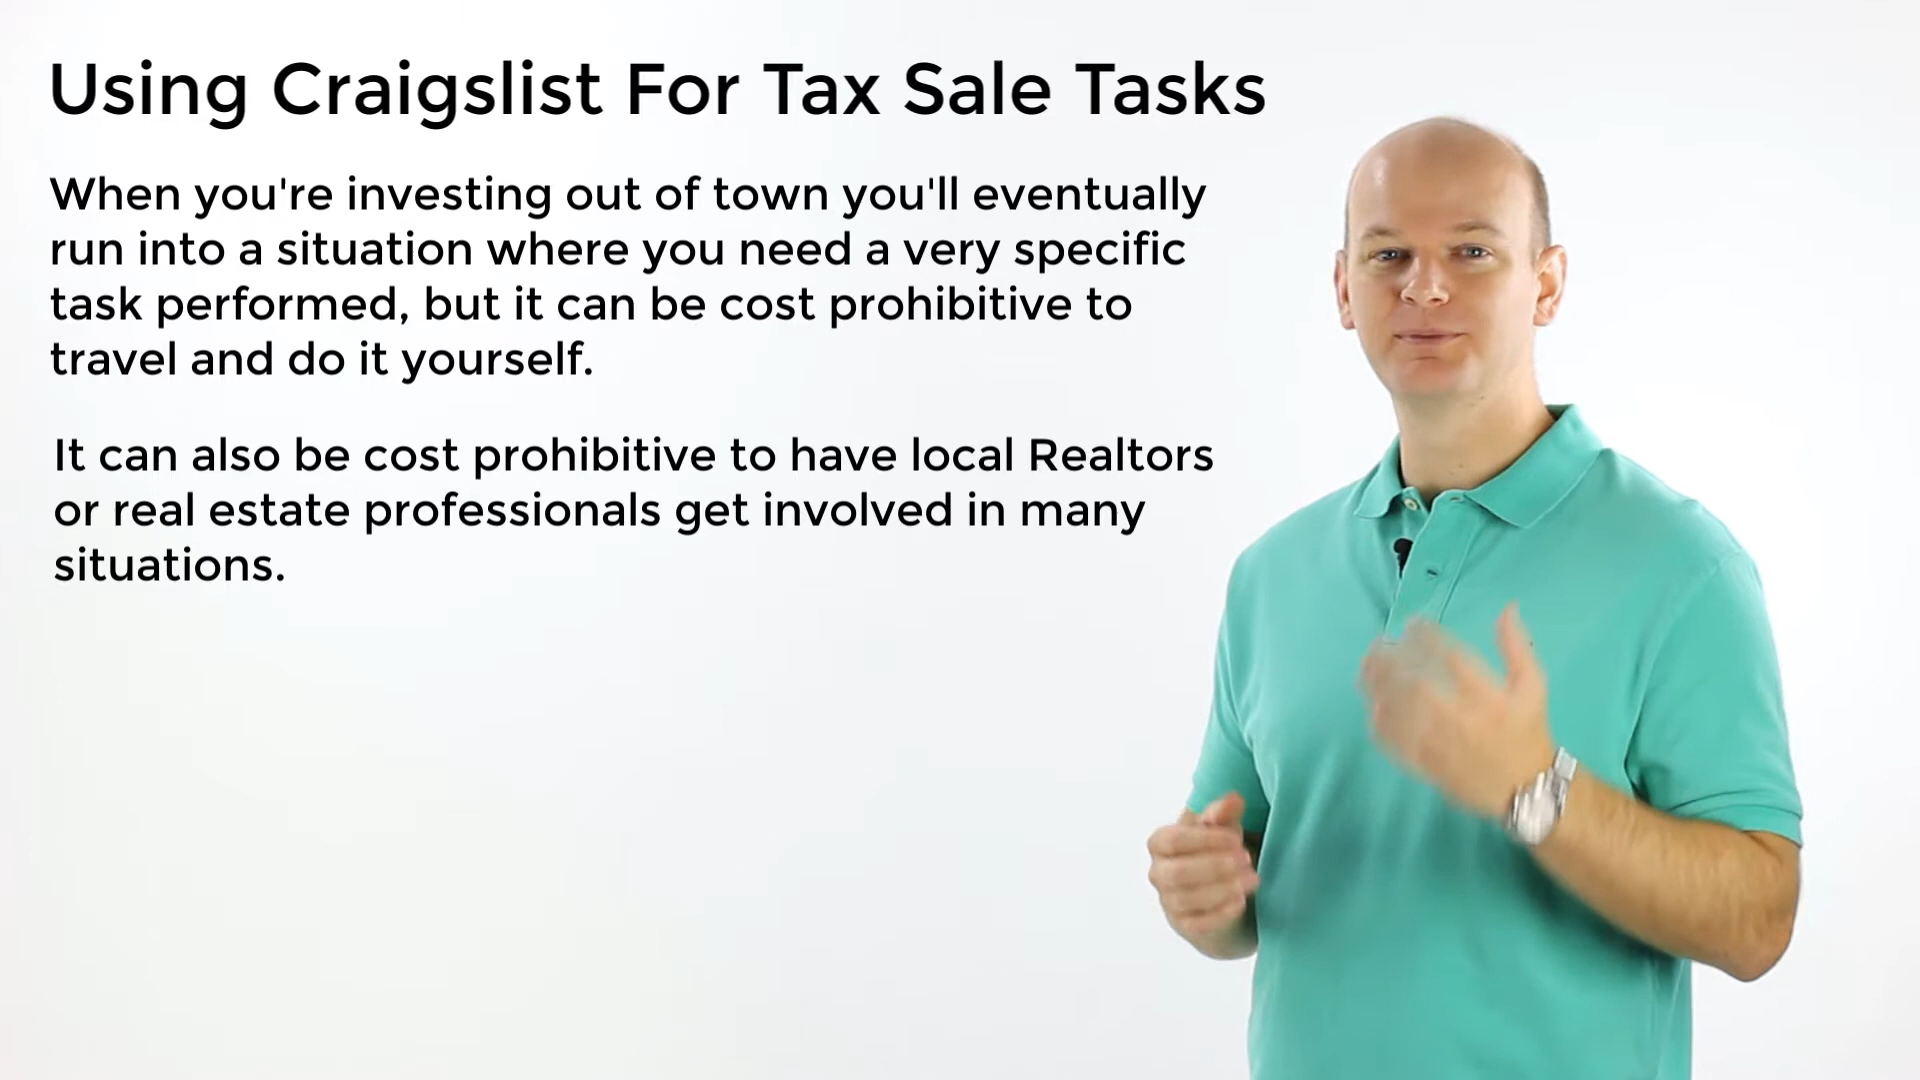 Using Craigslist For Tax Sale Tasks
When you're investing out of town you'll eventually
run into a situation where you need a very specific
task performed, but it can be cost prohibitive to
travel and do it yourself.
It can also be cost prohibitive to have local Realtors
or real estate professionals get involved in many
situations.